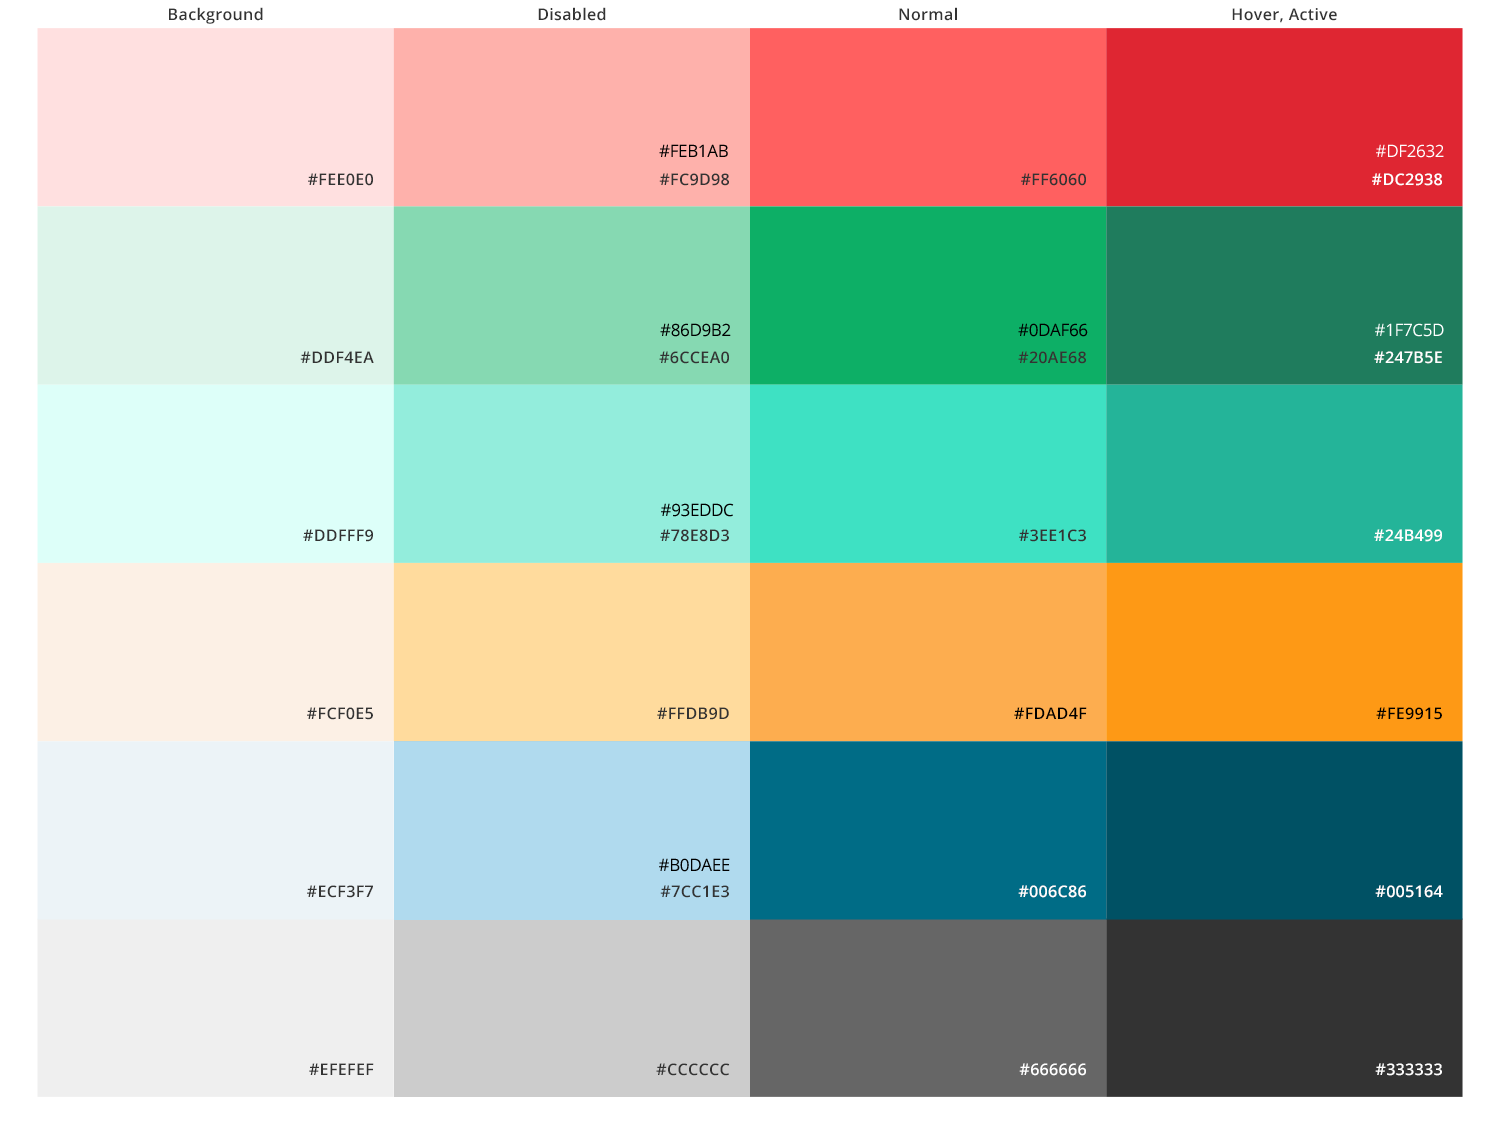 Background Disabled Normal Hover, Active
#FEB1AB #DF2632
#FEE0E0 #FC9D98 #FF6060 #DC2938
#86D9B2 #0DAF66 #1F7C5D
#DDF4EA #6CCEA0 #20AE68 #247B5E
#93EDDC
#DDFFF9 #78E8D3 #3EE1C3 #24B499
#FCF0E5 #FFDB9D #FDAD4F #FE9915
#B0DAEE
#ECF3F7 #7CC1E3 #006C86 #005164
#EFEFEF #CCCCCC #666666 #333333